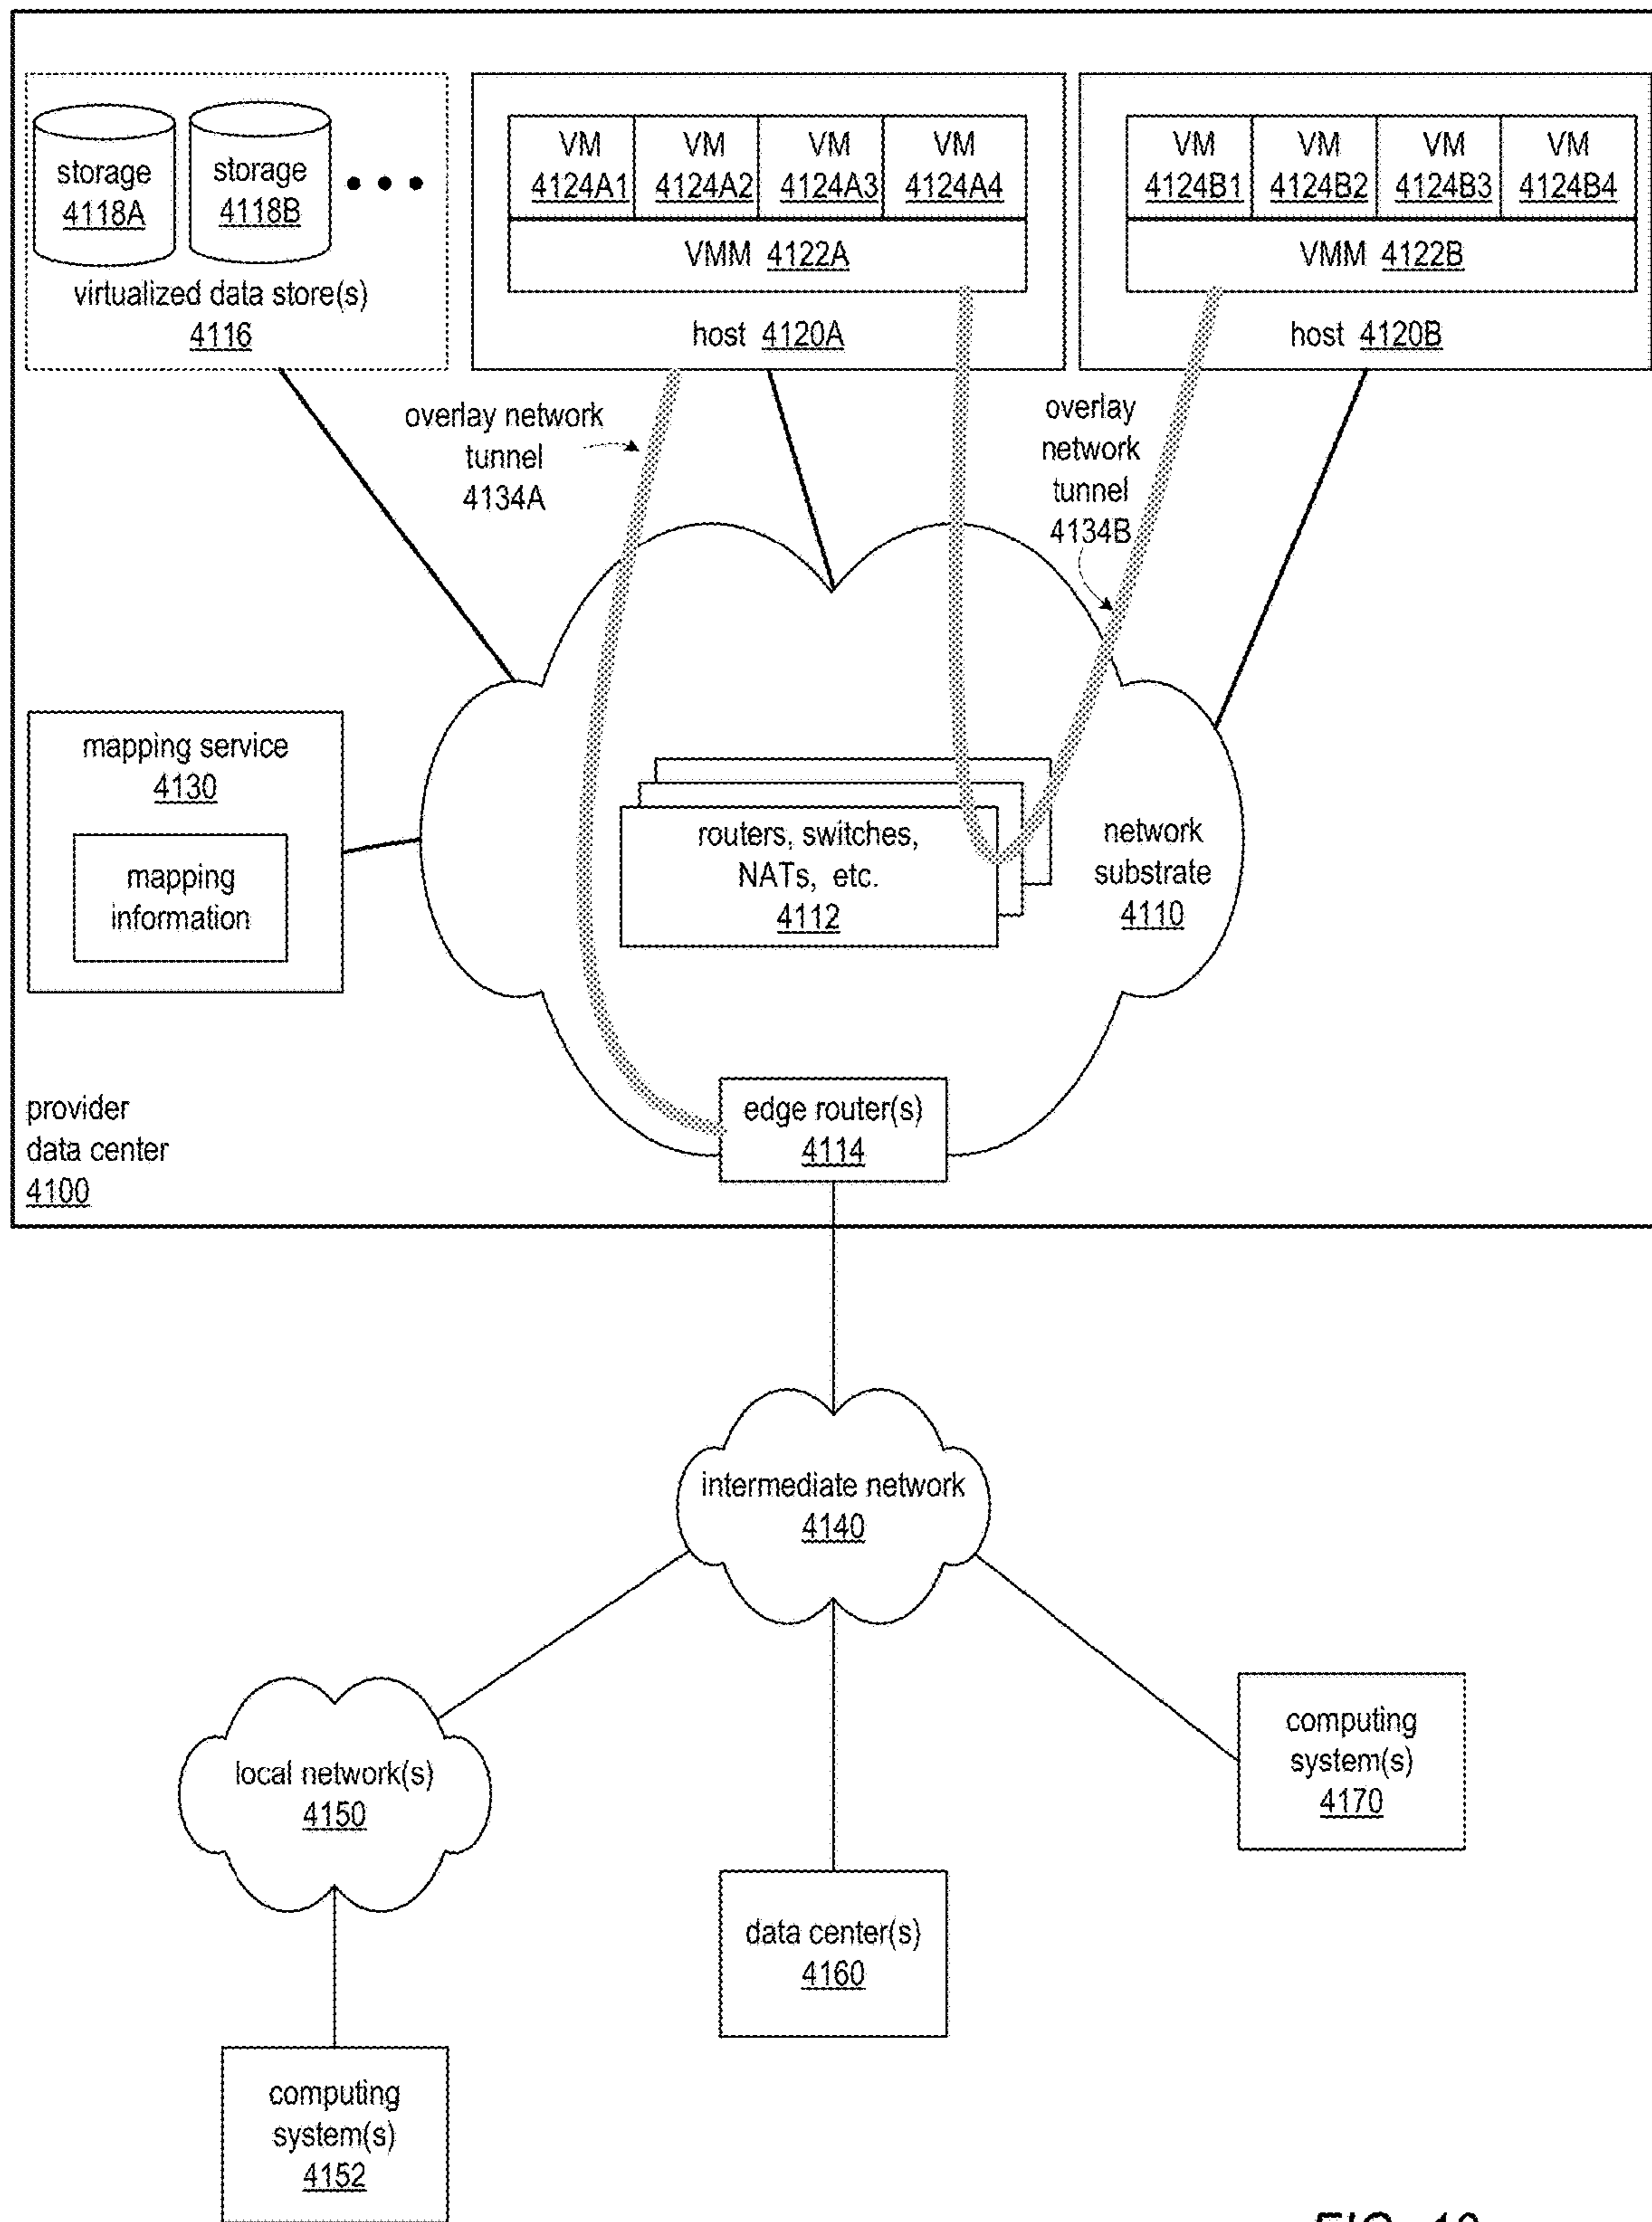 storage
4118A
storage
4118B
virtualized data store(s)
4116
VM
4124A1
VM
4124A2
VM
4124A3
VM
4124A4
VMM 4122A
host 4120A
VM
4124B1
VM
4124B2
VM
4124B3
VM
4124B4
VMM 4122B
host 4120B
overlay network
tunnel
4134A
overlay
network
tunnel
4134B
mapping service
4130
mapping
information
routers, switches,
NATs, etc.
4112
network
substrate
4110
provider
data center
4100
edge router(s)
4114
intermediate network
4140
local network(s)
4150
computing
system(s)
4170
data center(s)
4160
computing
system(s)
4152